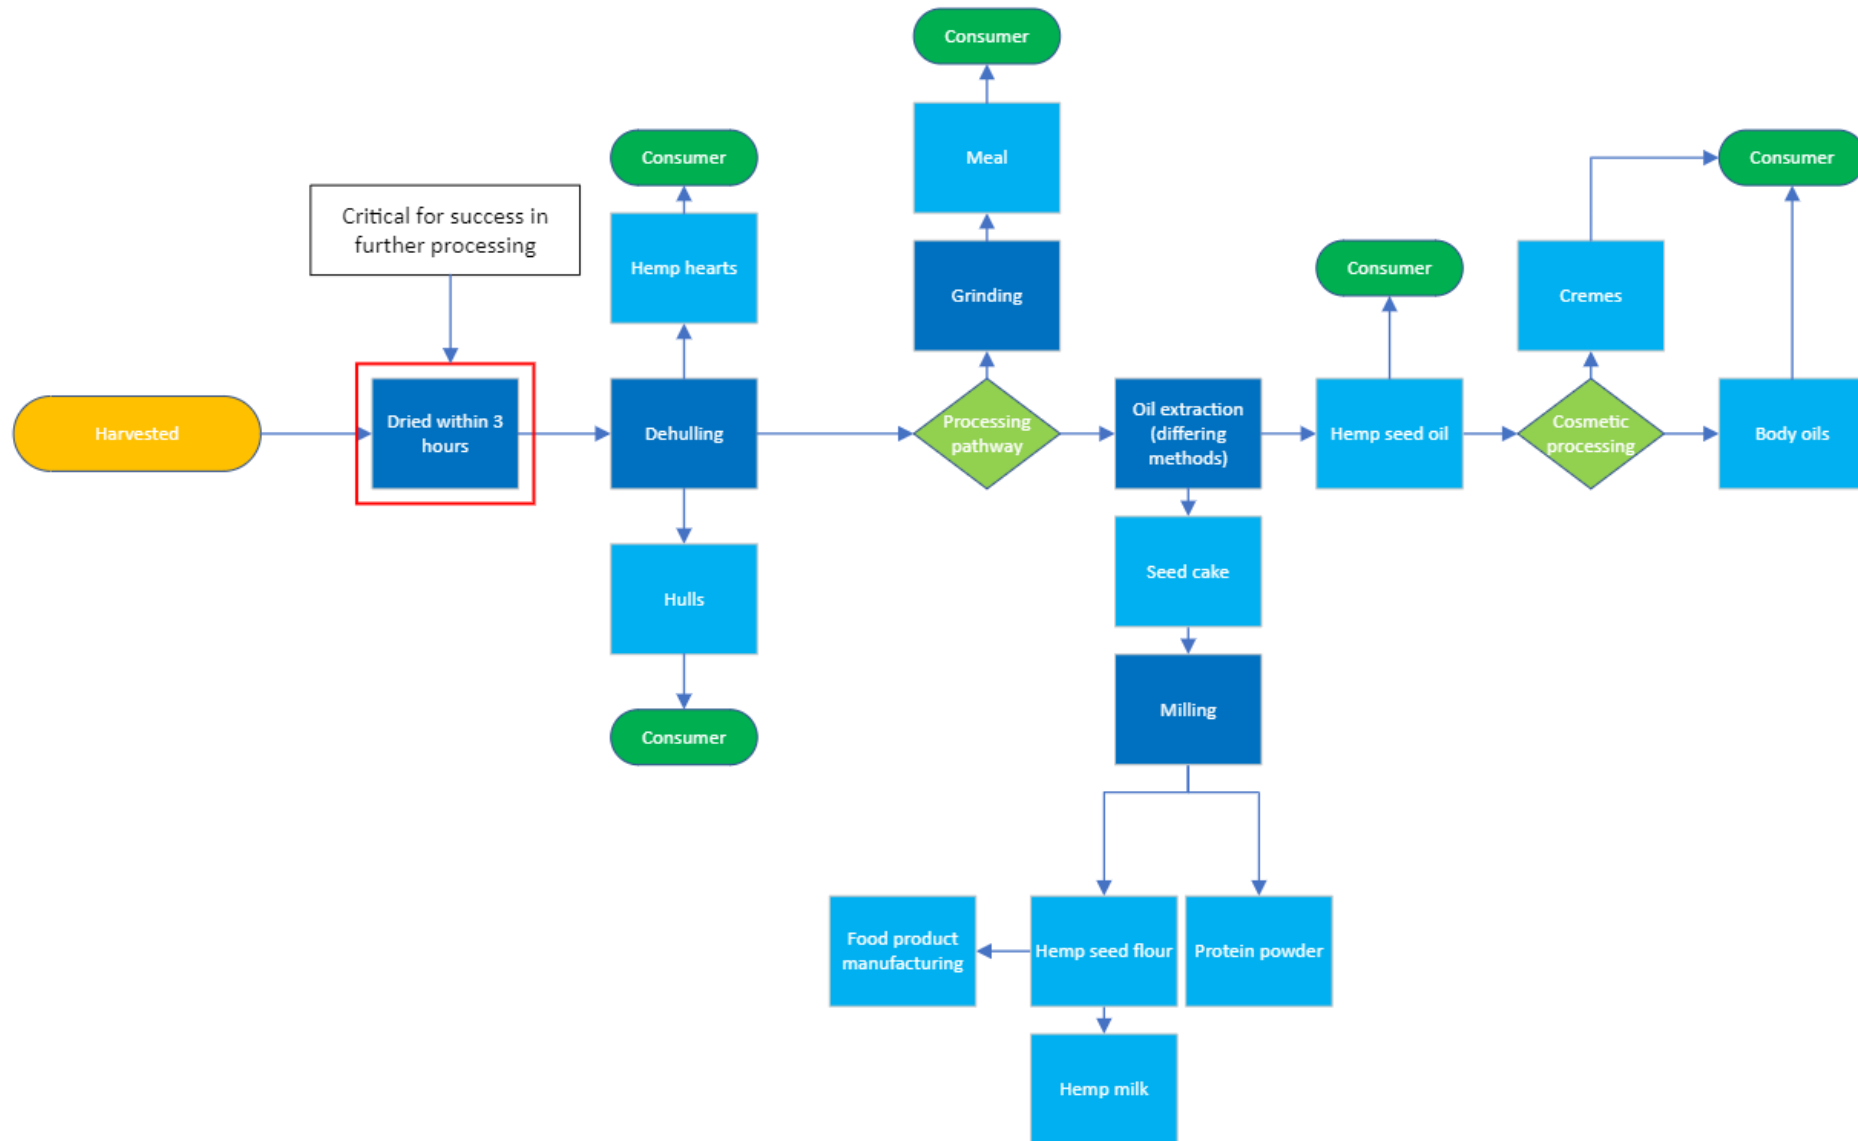 Consumer
Consumer
Meal
Consumer
Critical for success in
further processing
Hemp hearts
Grinding
Consumer
Cremes
Harvested
Dried within 3
hours
Dehulling
Processing
pathway
Oil extraction
(differing
methods)
Hemp seed oil
Cosmetic
processing
Body oils
Seed cake
Hulls
Milling
Consumer
Food product
manufacturing
Hemp seed flour
Protein powder
Hemp milk